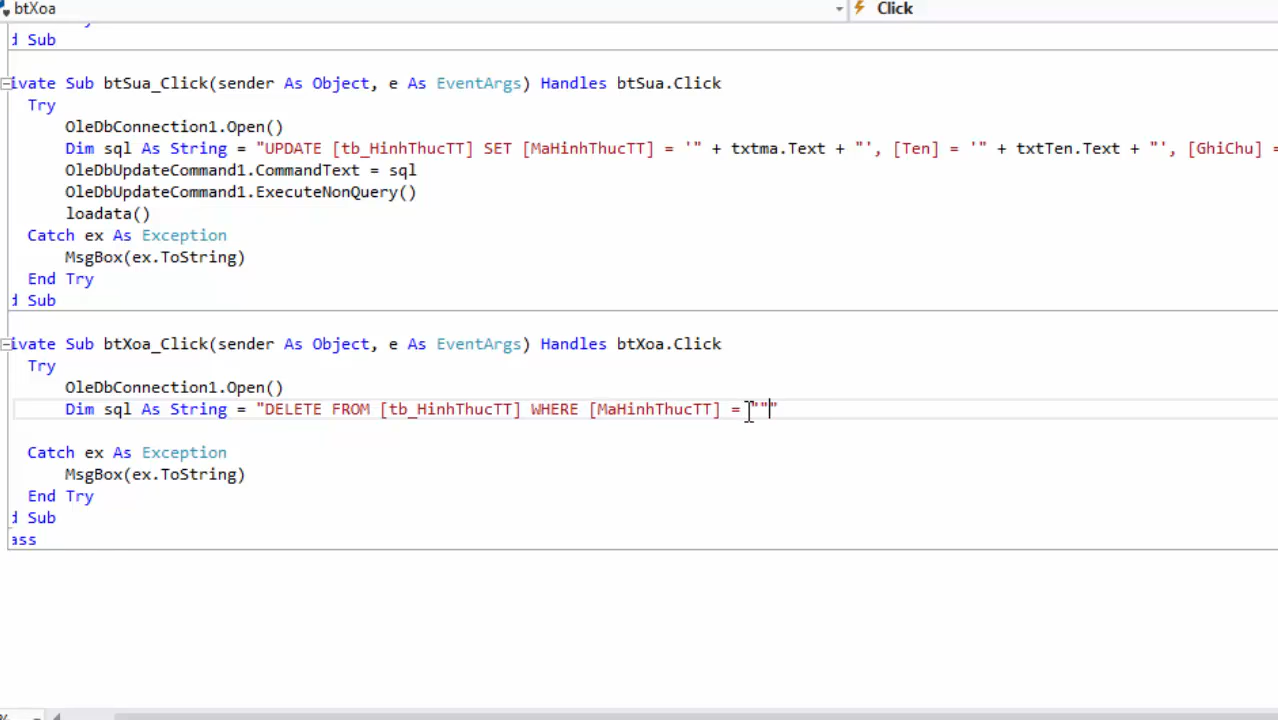 btXoa Click
d Sub
ivate Sub btSua_Click(sender As Object, e As EventArgs) Handles btSua.Click
Try
OleDbConnection1.Open()
Dim sql As String = "UPDATE [tb_HinhThucTT] SET [MaHinhThucTT] = '" + txtma.Text + "', [Ten] = '" + txtTen.Text + "', [GhiChu] =
OleDbUpdateCommand1.CommandText = sql
OleDbUpdateCommand1.ExecuteNonQuery()
loadata()
Catch ex As Exception
MsgBox(ex.ToString)
End Try
d Sub
ivate Sub btXoa_Click(sender As Object, e As EventArgs) Handles btXoa.Click
Try
OleDbConnection1.Open()
Dim sql As String = "DELETE FROM [tb_HinhThucTT] WHERE [MaHinhThucTT] = """
Catch ex As Exception
MsgBox(ex.ToString)
End Try
d Sub
ass
%